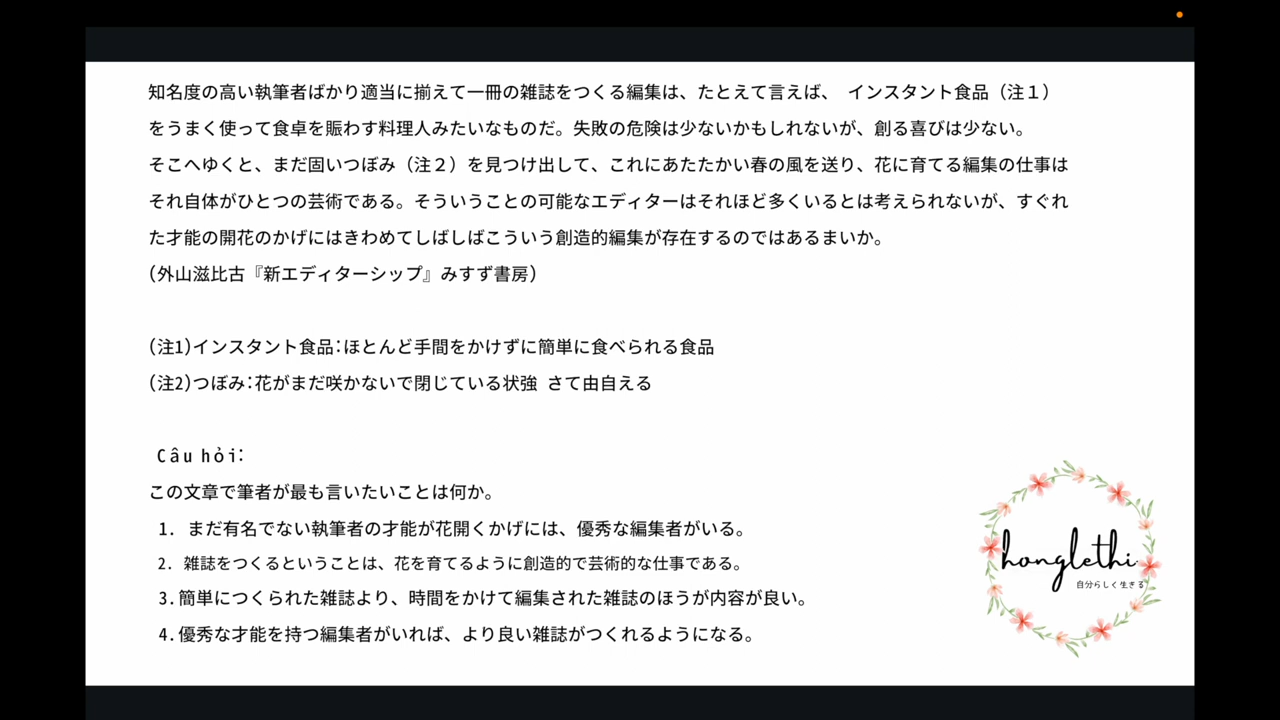 知名度の高い執筆者ばかり適当に揃えて一冊の雑誌をつくる編集は、たとえて言えば、 インスタント食品（注１）
をうまく使って食卓を賑わす料理人みたいなものだ。失敗の危険は少ないかもしれないが、創る喜びは少ない。
そこへゆくと、まだ固いつぼみ（注２）を見つけ出して、これにあたたかい春の風を送り、花に育てる編集の仕事は
それ自体がひとつの芸術である。そういうことの可能なエディターはそれほど多くいるとは考えられないが、すぐれ
た才能の開花のかげにはきわめてしばしばこういう創造的編集が存在するのではあるまいか。
(外山滋比古『新エディターシップ』みすず書房)
(注1)インスタント食品:ほとんど手間をかけずに簡単に食べられる食品
(注2)つぼみ:花がまだ咲かないで閉じている状強 さて由自える
Câu hỏi:
この文章で筆者が最も言いたいことは何か。
1. まだ有名でない執筆者の才能が花開くかげには、優秀な編集者がいる。
2. 雑誌をつくるということは、花を育てるように創造的で芸術的な仕事である。
3.簡単につくられた雑誌より、時間をかけて編集された雑誌のほうが内容が良い。
4.優秀な才能を持つ編集者がいれば、より良い雑誌がつくれるようになる。
honglethi
自分らしく生きる